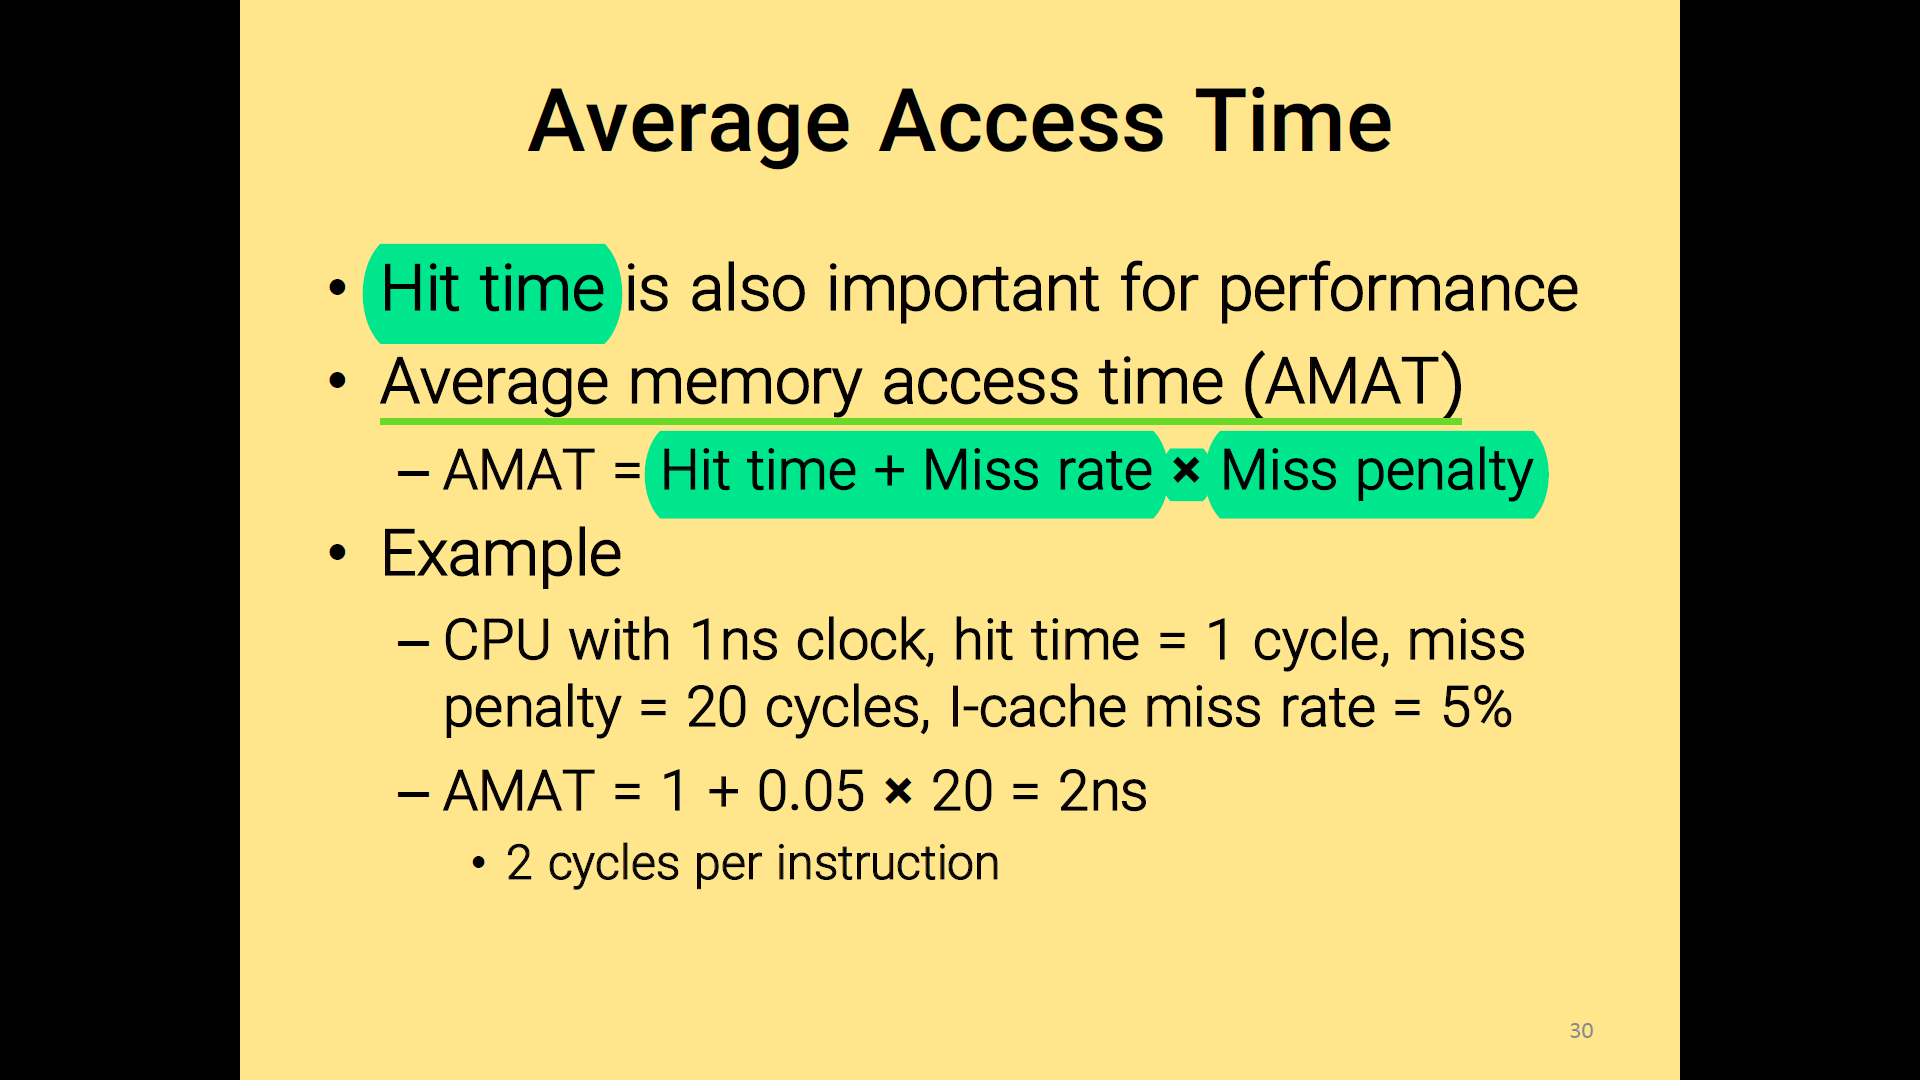 Average Access Time
• Hit time is also important for performance
• Average memory access time (AMAT)
– AMAT = Hit time + Miss rate × Miss penalty
• Example
– CPU with 1ns clock, hit time = 1 cycle, miss
penalty = 20 cycles, I-cache miss rate = 5%
– AMAT = 1 + 0.05 × 20 = 2ns
• 2 cycles per instruction
30